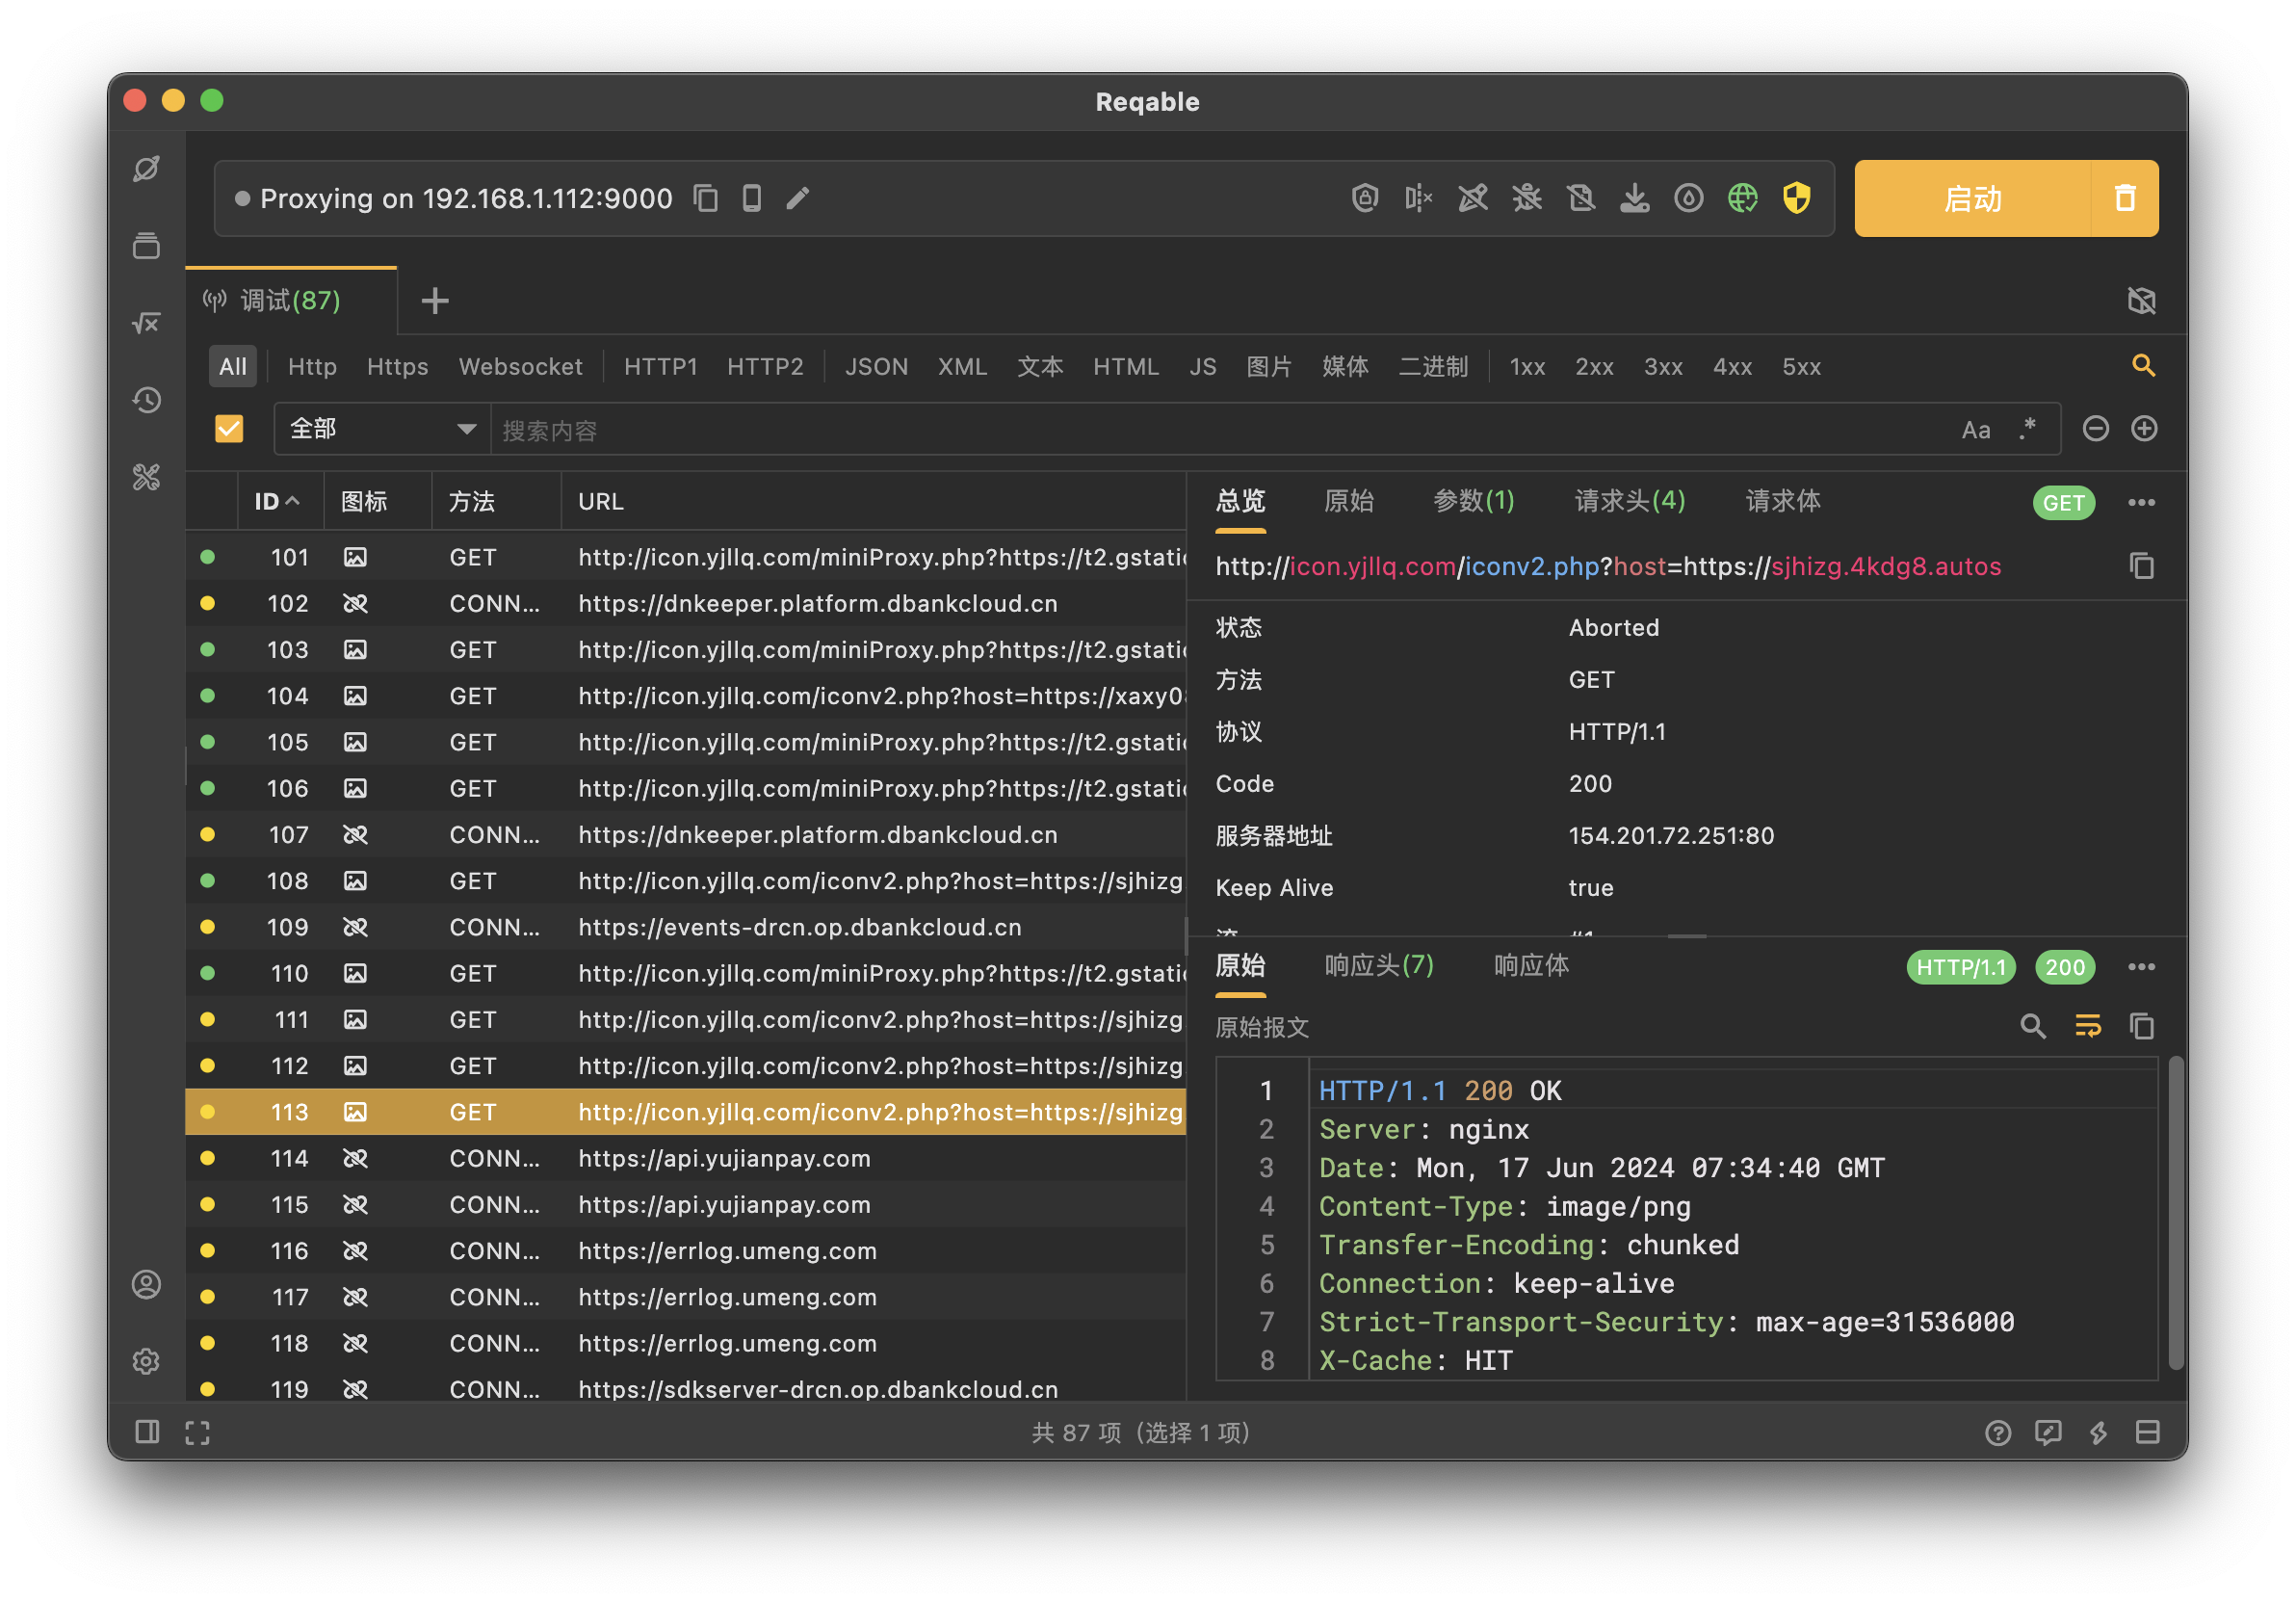 Reqable
Proxying on 192.168.1.112:9000
启动
调试(87)
All Http Https Websocket HTTP1 HTTP2 JSON XML 文本 HTML JS 图片 媒体 二进制 1xx 2xx 3xx 4xx 5xx
全部 搜索内容 Aa .*
ID 图标 方法 URL
101 GET http://icon.yjllq.com/miniProxy.php?https://t2.gstatic
102 CONN... https://dnkeeper.platform.dbankcloud.cn
103 GET http://icon.yjllq.com/miniProxy.php?https://t2.gstatic
104 GET http://icon.yjllq.com/iconv2.php?host=https://xaxy08
105 GET http://icon.yjllq.com/miniProxy.php?https://t2.gstatic
106 GET http://icon.yjllq.com/miniProxy.php?https://t2.gstatic
107 CONN... https://dnkeeper.platform.dbankcloud.cn
108 GET http://icon.yjllq.com/iconv2.php?host=https://sjhizg
109 CONN... https://events-drcn.op.dbankcloud.cn
110 GET http://icon.yjllq.com/miniProxy.php?https://t2.gstatic
111 GET http://icon.yjllq.com/iconv2.php?host=https://sjhizg
112 GET http://icon.yjllq.com/iconv2.php?host=https://sjhizg
113 GET http://icon.yjllq.com/iconv2.php?host=https://sjhizg
114 CONN... https://api.yujianpay.com
115 CONN... https://api.yujianpay.com
116 CONN... https://errlog.umeng.com
117 CONN... https://errlog.umeng.com
118 CONN... https://errlog.umeng.com
119 CONN... https://sdkserver-drcn.op.dbankcloud.cn
总览 原始 参数(1) 请求头(4) 请求体 GET
http://icon.yjllq.com/iconv2.php?host=https://sjhizg.4kdg8.autos
状态 Aborted
方法 GET
协议 HTTP/1.1
Code 200
服务器地址 154.201.72.251:80
Keep Alive true
流 #1
原始 响应头(7) 响应体 HTTP/1.1 200
原始报文
1 HTTP/1.1 200 OK
2 Server: nginx
3 Date: Mon, 17 Jun 2024 07:34:40 GMT
4 Content-Type: image/png
5 Transfer-Encoding: chunked
6 Connection: keep-alive
7 Strict-Transport-Security: max-age=31536000
8 X-Cache: HIT
共 87 项（选择 1 项）